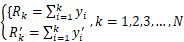 {{R_k = ∑_{i=1}^{k} y_i
R'_k = ∑_{i=1}^{k} y'_i , k = 1,2,3, … , N